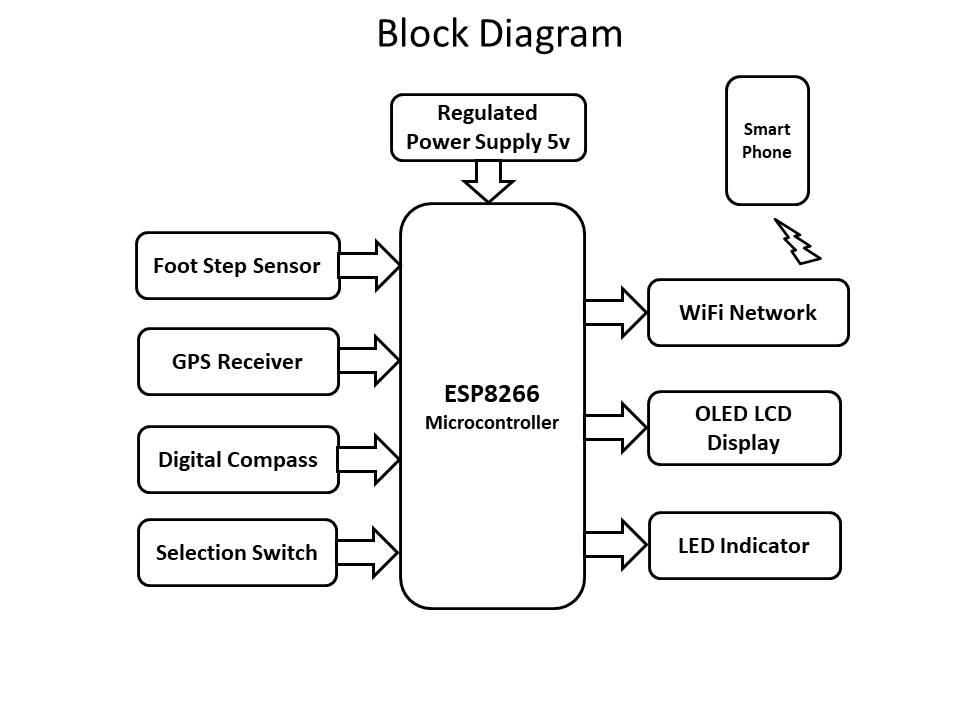 Block Diagram
Regulated
Power Supply 5v
Smart
Phone
Foot Step Sensor
GPS Receiver
Digital Compass
Selection Switch
ESP8266
Microcontroller
WiFi Network
OLED LCD
Display
LED Indicator